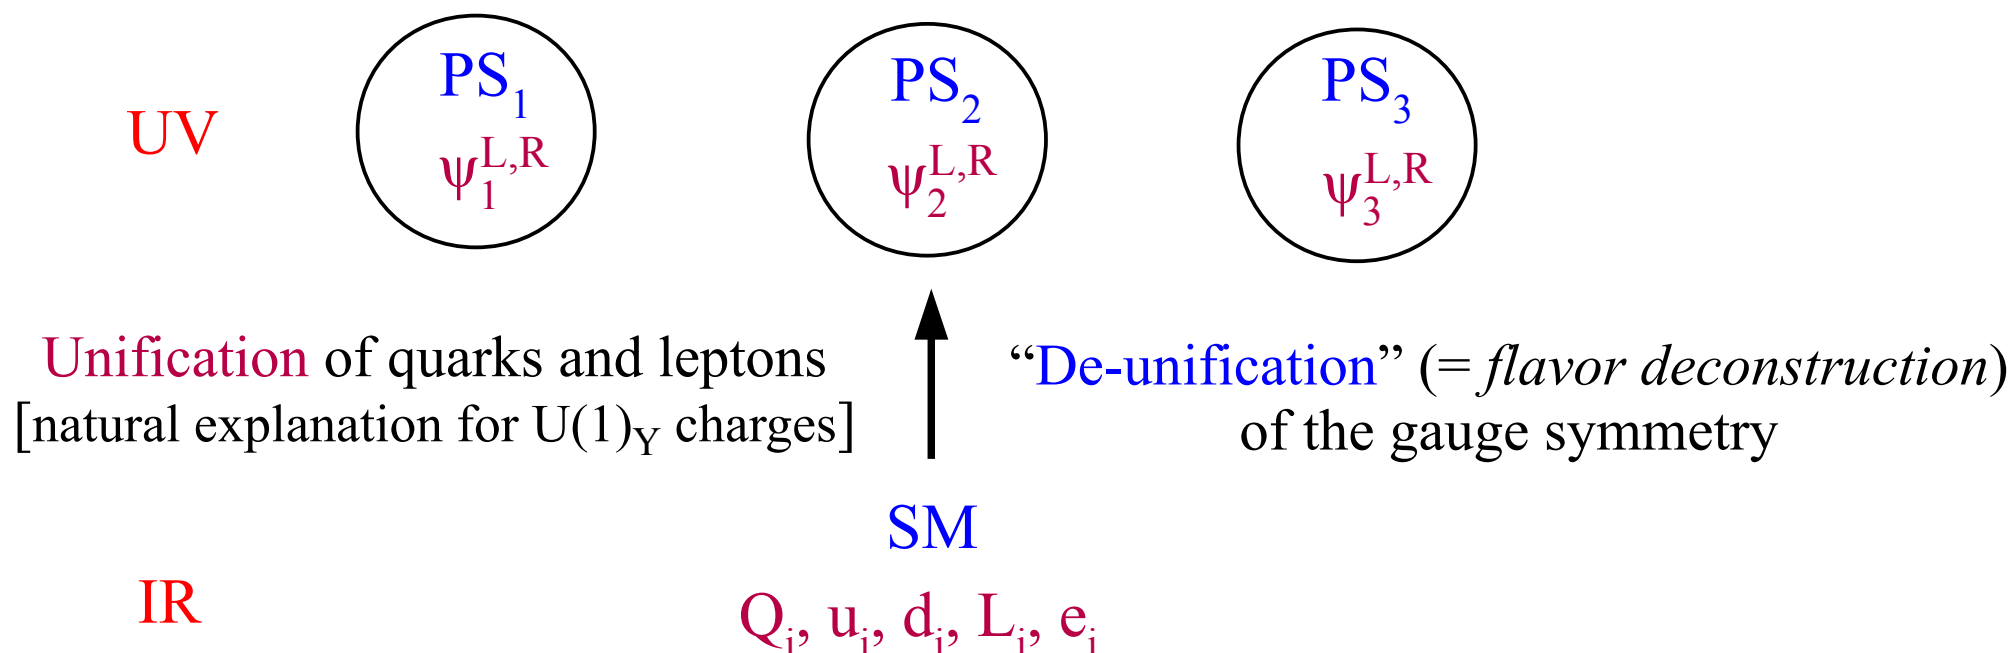 PS₁ PS₂ PS₃
UV
ψ₁ᴸ,ᴿ ψ₂ᴸ,ᴿ ψ₃ᴸ,ᴿ
Unification of quarks and leptons
[natural explanation for U(1)Y charges]
“De-unification” (= flavor deconstruction)
of the gauge symmetry
SM
IR
Qᵢ, uᵢ, dᵢ, Lᵢ, eᵢ